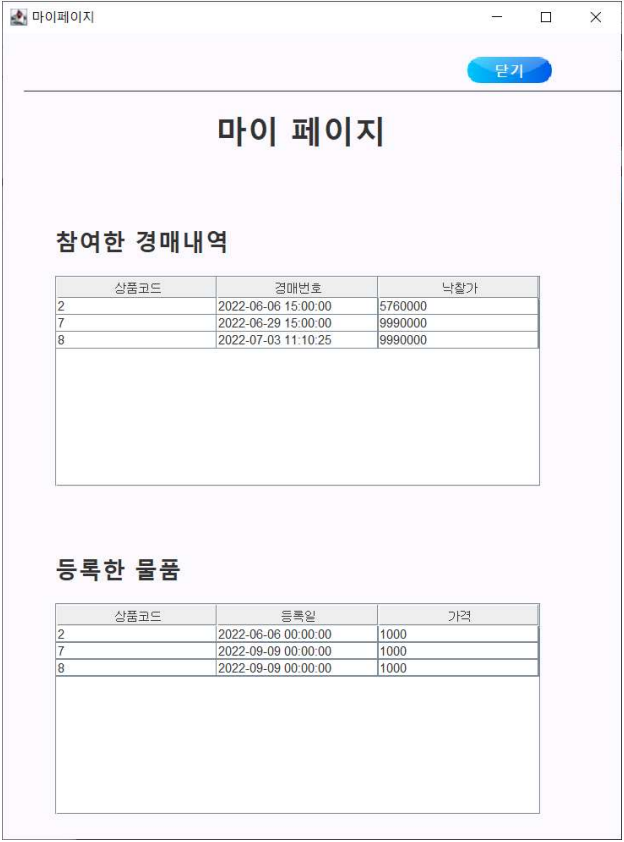 마이페이지
닫기
마이 페이지
참여한 경매내역
상품코드 경매번호 낙찰가
2 2022-06-06 15:00:00 5760000
7 2022-06-29 15:00:00 9990000
8 2022-07-03 11:10:25 9990000
등록한 물품
상품코드 등록일 가격
2 2022-06-06 00:00:00 1000
7 2022-09-09 00:00:00 1000
8 2022-09-09 00:00:00 1000